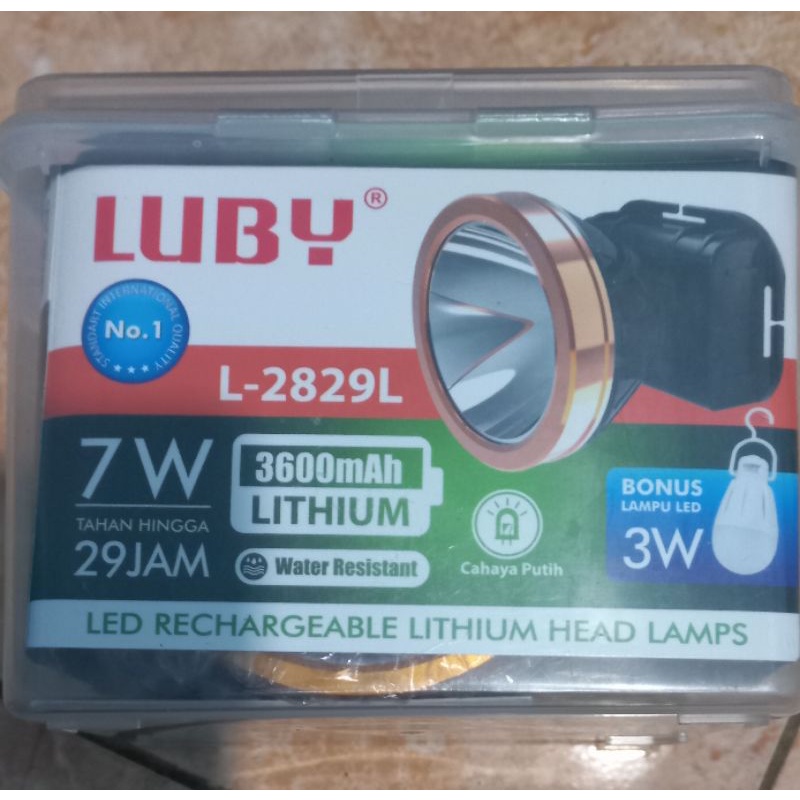 LUBY®
STANDART INTERNATIONAL QUALITY
No.1
L-2829L
7W
TAHAN HINGGA
29JAM
3600mAh
LITHIUM
Water Resistant
Cahaya Putih
BONUS
LAMPU LED
3W
LED RECHARGEABLE LITHIUM HEAD LAMPS